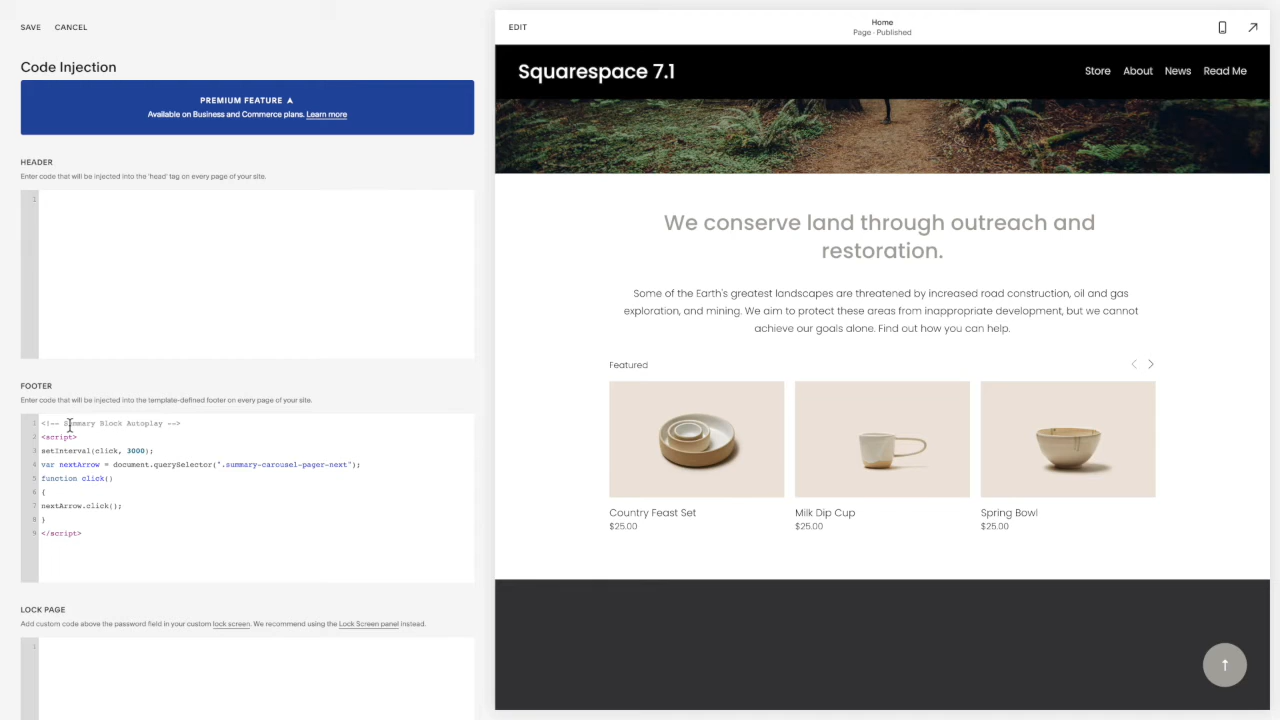 SAVE CANCEL
Code Injection
PREMIUM FEATURE
Available on Business and Commerce plans. Learn more
HEADER
Enter code that will be injected into the 'head' tag on every page of your site.
1
FOOTER
Enter code that will be injected into the template-defined footer on every page of your site.
1 <!-- Summary Block Autoplay -->
2 <script>
3 setInterval(click, 3000);
4 var nextArrow = document.querySelector(".summary-carousel-pager-next");
5 function click()
6 {
7 nextArrow.click();
8 }
9 </script>
LOCK PAGE
Add custom code above the password field in your custom lock screen. We recommend using the Lock Screen panel instead.
1
EDIT
Home
Page · Published
Squarespace 7.1
Store About News Read Me
We conserve land through outreach and
restoration.
Some of the Earth's greatest landscapes are threatened by increased road construction, oil and gas
exploration, and mining. We aim to protect these areas from inappropriate development, but we cannot
achieve our goals alone. Find out how you can help.
Featured
Country Feast Set
$25.00
Milk Dip Cup
$25.00
Spring Bowl
$25.00